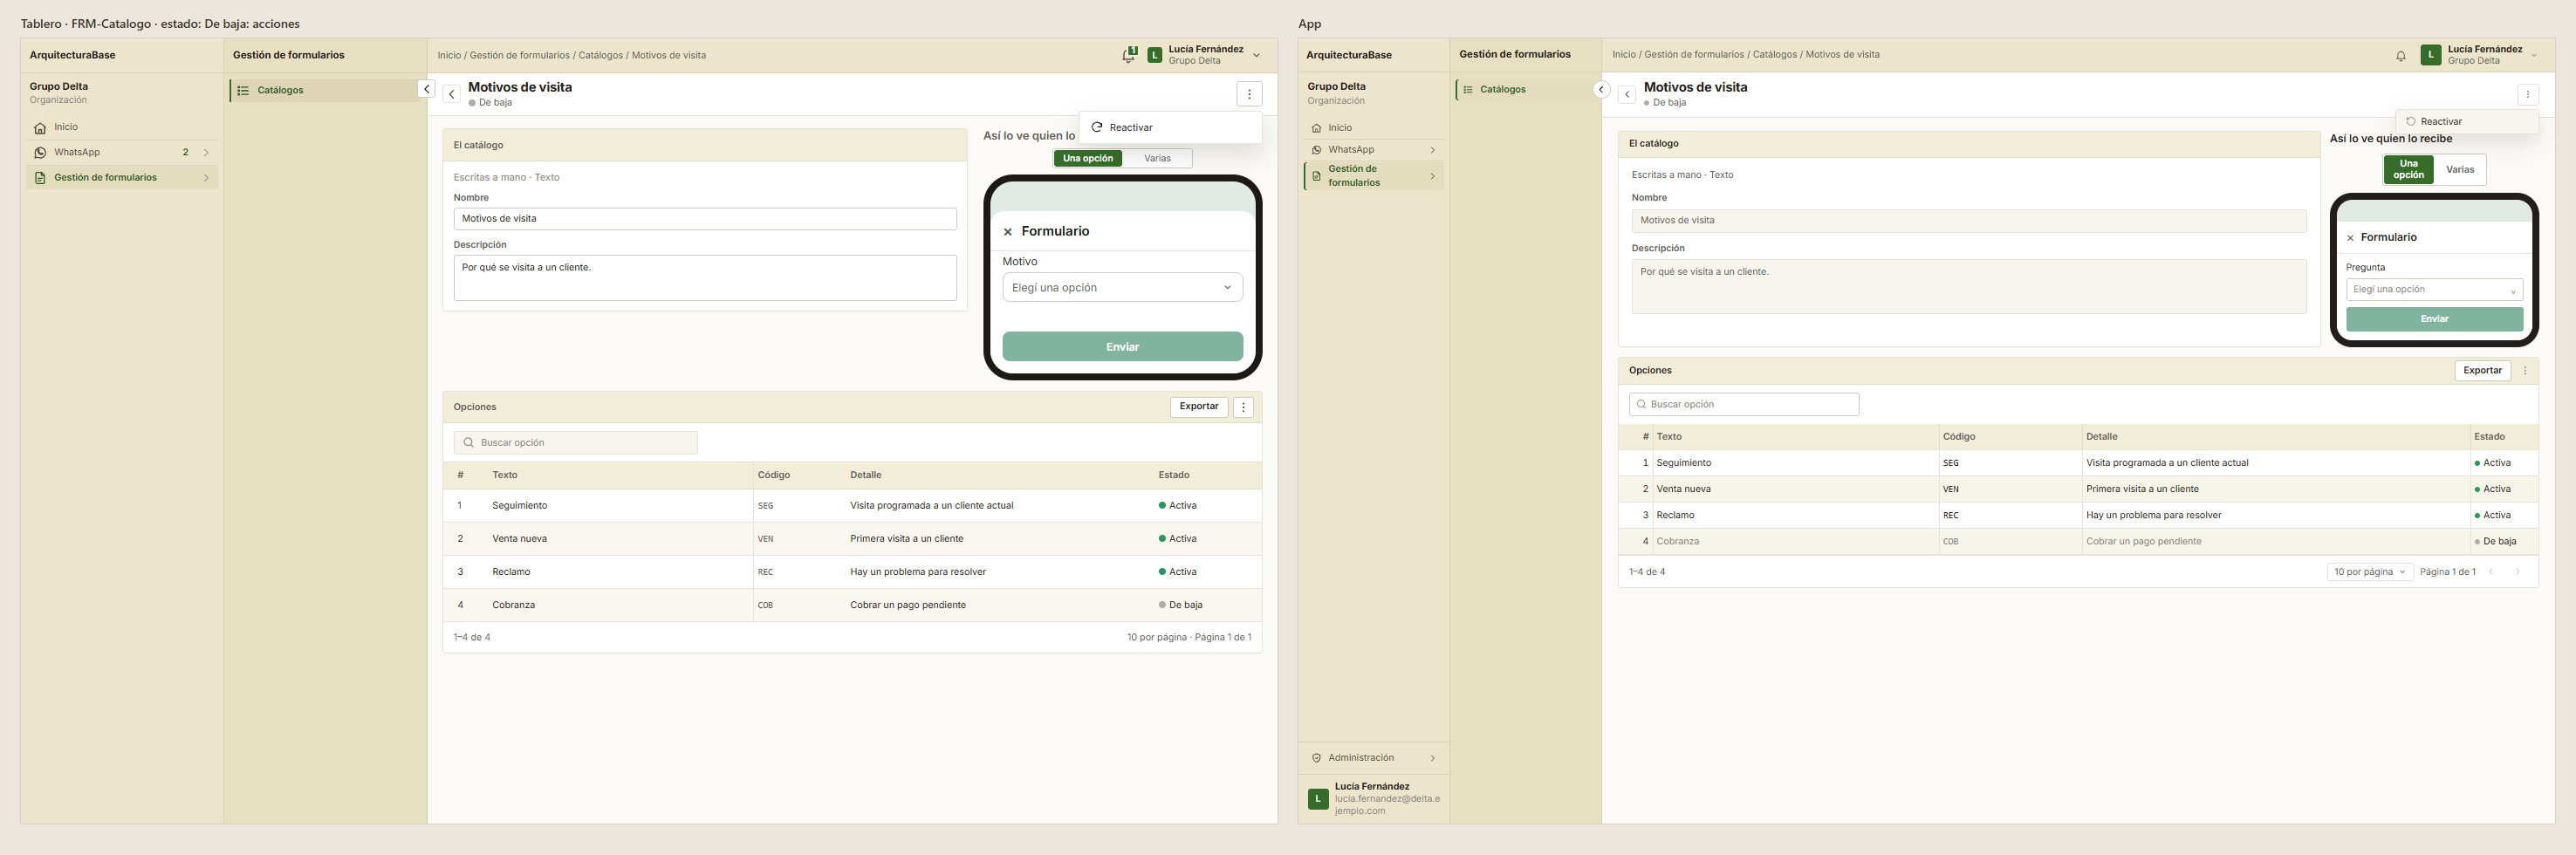 Tablero · FRM-Catalogo · estado: De baja: acciones
ArquitecturaBase
Gestión de formularios
Inicio / Gestión de formularios / Catálogos / Motivos de visita
1
L
Lucía Fernández
Grupo Delta
Grupo Delta
Organización
Inicio
WhatsApp
2
Gestión de formularios
Catálogos
Motivos de visita
De baja
Reactivar
El catálogo
Escritas a mano · Texto
Nombre
Motivos de visita
Descripción
Por qué se visita a un cliente.
Así lo ve quien lo
Una opción
Varias
Formulario
Motivo
Elegí una opción
Enviar
Opciones
Exportar
Buscar opción
# Texto Código Detalle Estado
1 Seguimiento SEG Visita programada a un cliente actual Activa
2 Venta nueva VEN Primera visita a un cliente Activa
3 Reclamo REC Hay un problema para resolver Activa
4 Cobranza COB Cobrar un pago pendiente De baja
1–4 de 4
10 por página · Página 1 de 1
App
ArquitecturaBase
Gestión de formularios
Inicio / Gestión de formularios / Catálogos / Motivos de visita
L
Lucía Fernández
Grupo Delta
Grupo Delta
Organización
Inicio
WhatsApp
Gestión de
formularios
Administración
L
Lucía Fernández
lucia.fernandez@delta.e
jemplo.com
Catálogos
Motivos de visita
De baja
Reactivar
El catálogo
Escritas a mano · Texto
Nombre
Motivos de visita
Descripción
Por qué se visita a un cliente.
Así lo ve quien lo recibe
Una
opción
Varias
Formulario
Pregunta
Elegí una opción
Enviar
Opciones
Exportar
Buscar opción
# Texto Código Detalle Estado
1 Seguimiento SEG Visita programada a un cliente actual Activa
2 Venta nueva VEN Primera visita a un cliente Activa
3 Reclamo REC Hay un problema para resolver Activa
4 Cobranza COB Cobrar un pago pendiente De baja
1–4 de 4
10 por página
Página 1 de 1